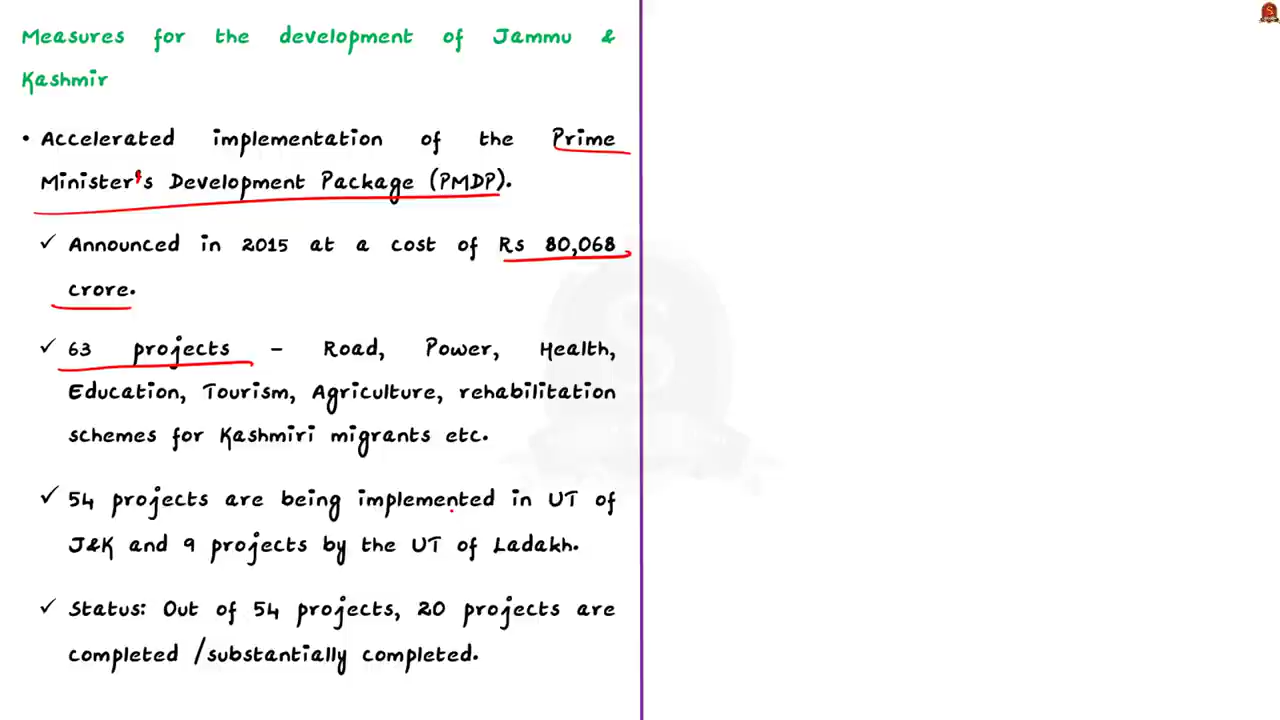 Measures for the development of Jammu &
Kashmir
• Accelerated implementation of the Prime
Minister's Development Package (PMDP).
✓ Announced in 2015 at a cost of Rs 80,068
crore.
✓ 63 projects – Road, Power, Health,
Education, Tourism, Agriculture, rehabilitation
schemes for Kashmiri migrants etc.
✓ 54 projects are being implemented in UT of
J&K and 9 projects by the UT of Ladakh.
✓ Status: Out of 54 projects, 20 projects are
completed /substantially completed.